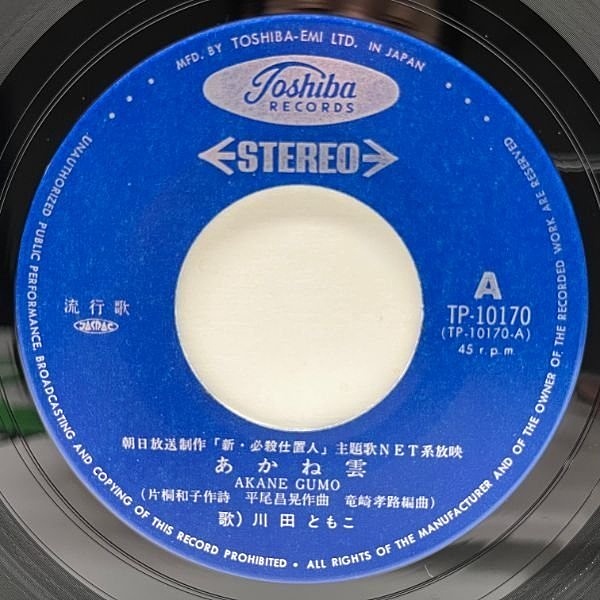 MFD. BY TOSHIBA-EMI LTD. IN JAPAN
Toshiba
RECORDS
STEREO
流行歌
JASRAC
A
TP-10170
(TP-10170-A)
45 r.p.m.
朝日放送制作「新・必殺仕置人」主題歌NET系放映
あかね雲
AKANE GUMO
(片桐和子作詩 平尾昌晃作曲 竜崎孝路編曲)
歌)川田ともこ
UNAUTHORIZED PUBLIC PERFORMANCE, BROADCASTING AND COPYING OF THIS RECORD PROHIBITED • ALL RIGHTS OF THE MANUFACTURER AND OF THE OWNER OF THE RECORDED WORK ARE RESERVED